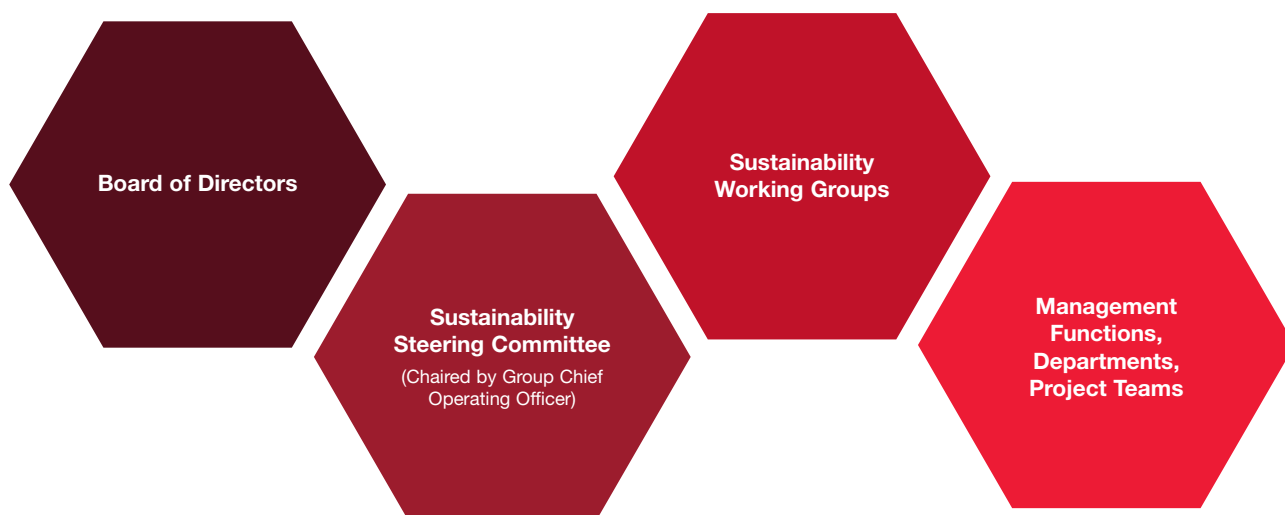 Board of Directors
Sustainability
Steering Committee
(Chaired by Group Chief
Operating Officer)
Sustainability
Working Groups
Management
Functions,
Departments,
Project Teams